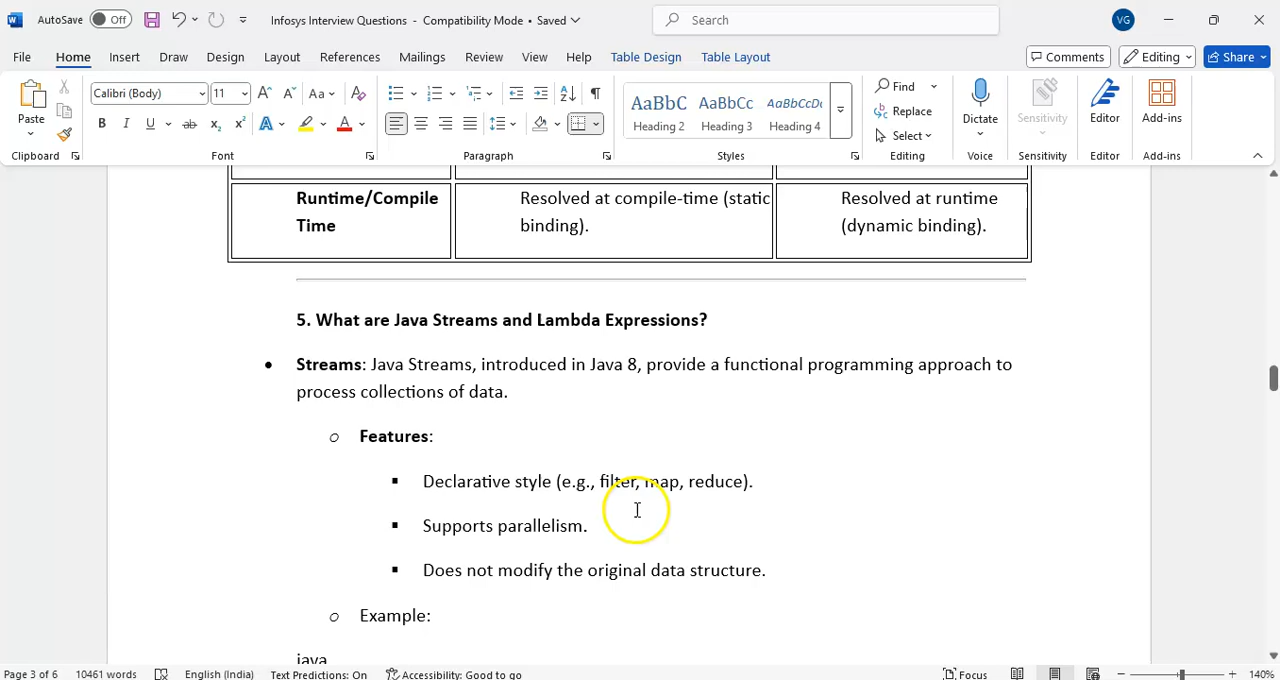 AutoSave Off Infosys Interview Questions - Compatibility Mode • Saved Search VG
File Home Insert Draw Design Layout References Mailings Review View Help Table Design Table Layout Comments Editing Share
Calibri (Body) 11 Aa AaBbC AaBbCc AaBbCcDc Find
Paste B I U ab x₂ x² A A Heading 2 Heading 3 Heading 4 Replace Dictate Sensitivity Editor Add-ins
Select
Clipboard Font Paragraph Styles Editing Voice Sensitivity Editor Add-ins
Runtime/Compile Resolved at compile-time (static Resolved at runtime
Time binding). (dynamic binding).
5. What are Java Streams and Lambda Expressions?
• Streams: Java Streams, introduced in Java 8, provide a functional programming approach to
process collections of data.
o Features:
▪ Declarative style (e.g., filter, map, reduce).
▪ Supports parallelism.
▪ Does not modify the original data structure.
o Example:
java
Page 3 of 6 10461 words English (India) Text Predictions: On Accessibility: Good to go Focus 140%